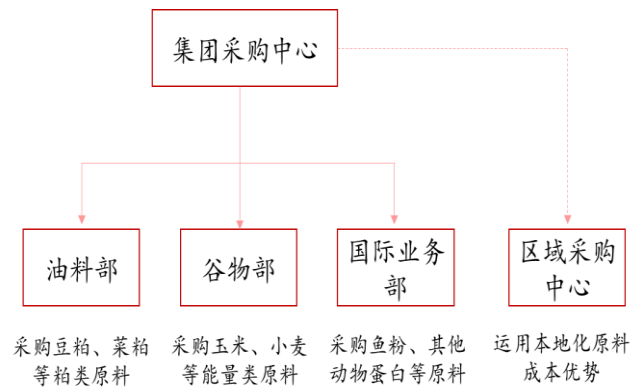 集团采购中心
油料部
谷物部
国际业务
部
区域采购
中心
采购豆粕、菜粕
等粕类原料
采购玉米、小麦
等能量类原料
采购鱼粉、其他
动物蛋白等原料
运用本地化原料
成本优势